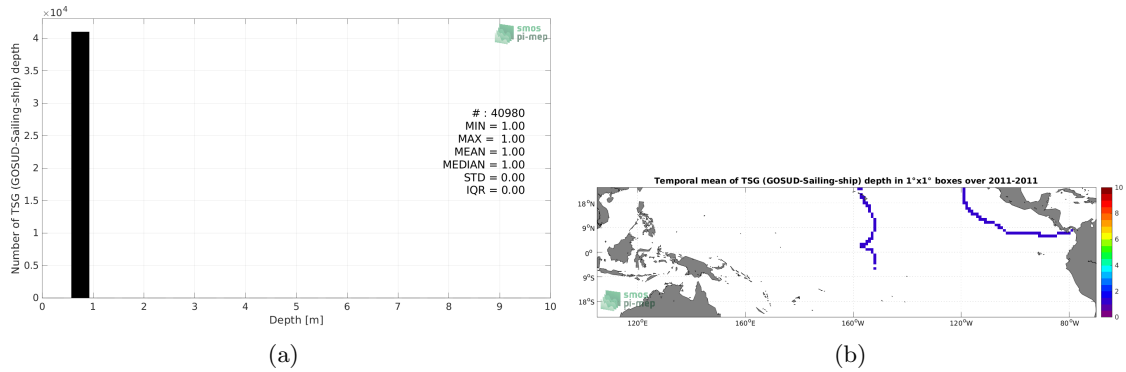 ×10⁴
smos
pi-mep
4
3.5
3
2.5
2
1.5
1
0.5
0
Number of TSG (GOSUD-Sailing-ship) depth
# : 40980
MIN = 1.00
MAX = 1.00
MEAN = 1.00
MEDIAN = 1.00
STD = 0.00
IQR = 0.00
0 1 2 3 4 5 6 7 8 9 10
Depth [m]
(a)
Temporal mean of TSG (GOSUD-Sailing-ship) depth in 1°x1° boxes over 2011-2011
18°N
9°N
0°
9°S
18°S
smos
pi-mep
120°E 160°E 160°W 120°W 80°W
10
8
6
4
2
0
(b)